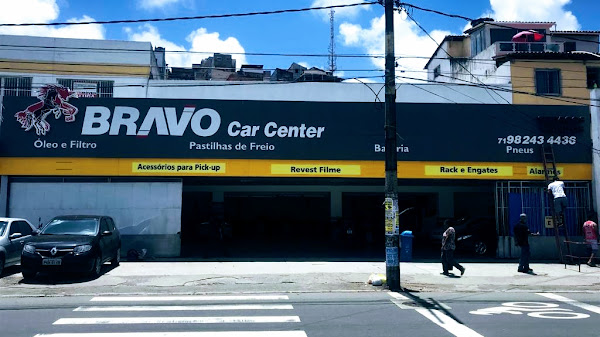 BRAVO Car Center
71 98243 4436
Óleo e Filtro Pastilhas de Freio Bateria Pneus
Acessórios para Pick-up Revest Filme Rack e Engates Alarmes